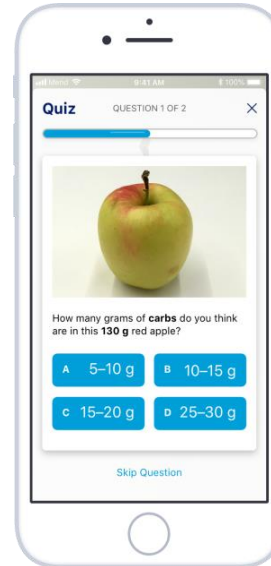 Mend 9:41 AM 100%
Quiz QUESTION 1 OF 2
How many grams of carbs do you think
are in this 130 g red apple?
A 5–10 g B 10–15 g
C 15–20 g D 25–30 g
Skip Question